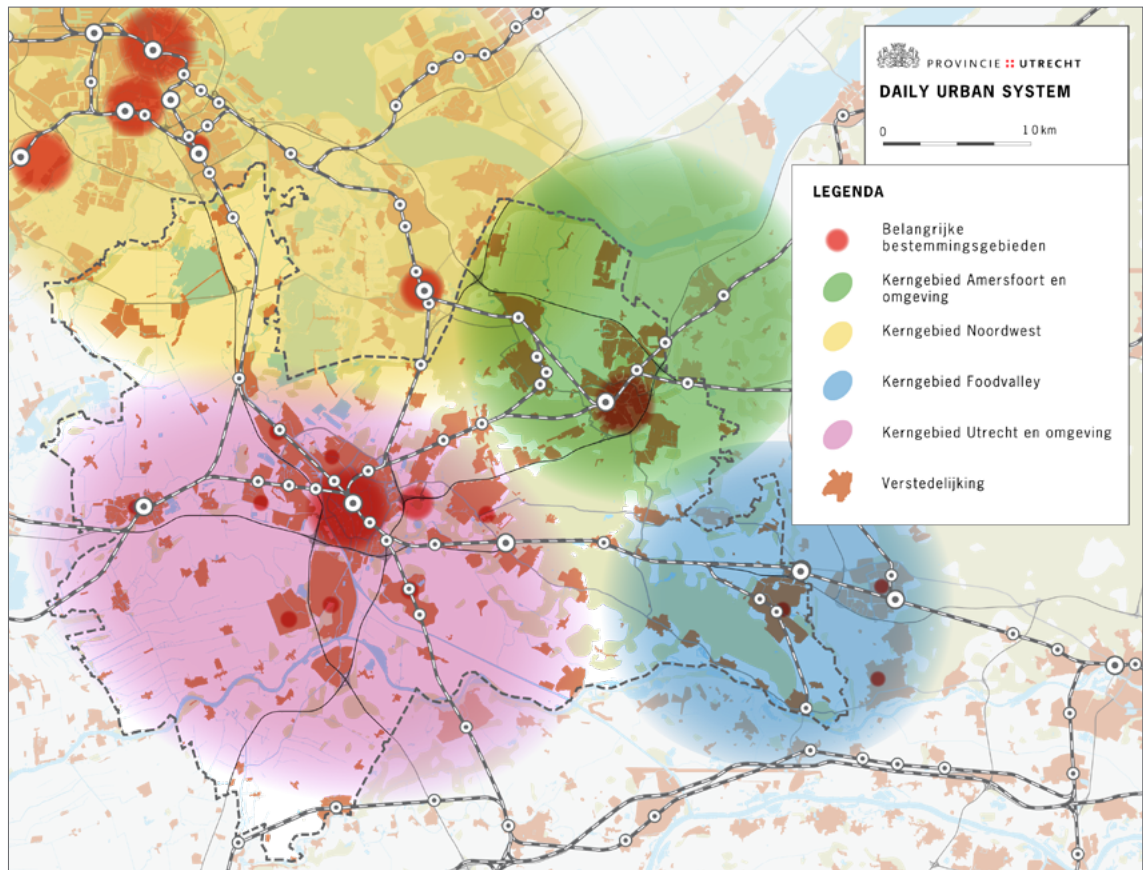 PROVINCIE :: UTRECHT
DAILY URBAN SYSTEM
0 10km
LEGENDA
Belangrijke
bestemmingsgebieden
Kerngebied Amersfoort en
omgeving
Kerngebied Noordwest
Kerngebied Foodvalley
Kerngebied Utrecht en omgeving
Verstedelijking